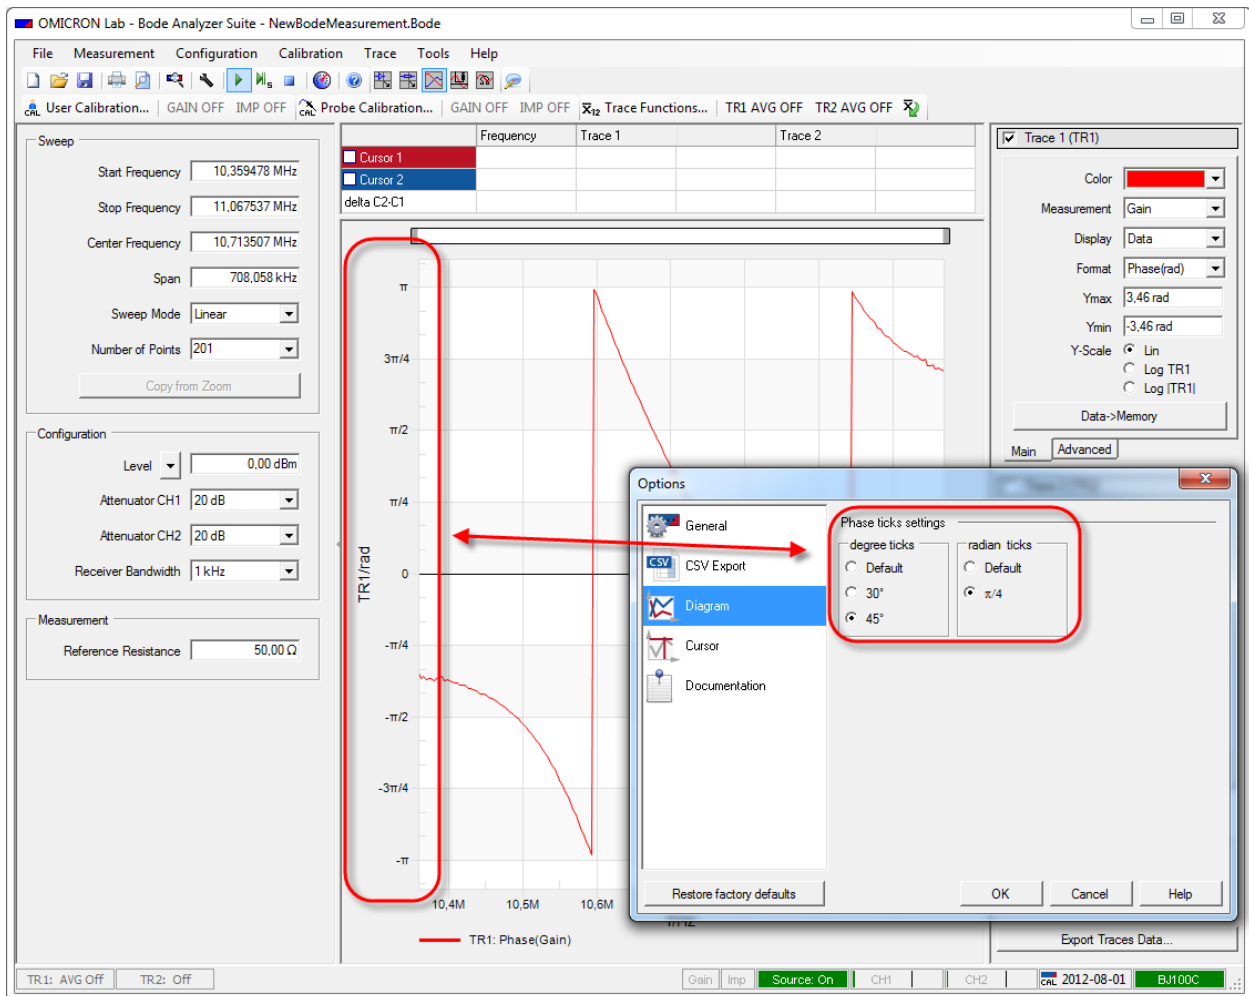 OMICRON Lab - Bode Analyzer Suite - NewBodeMeasurement.Bode
File Measurement Configuration Calibration Trace Tools Help
CAL User Calibration... GAIN OFF IMP OFF CAL Probe Calibration... GAIN OFF IMP OFF X12 Trace Functions... TR1 AVG OFF TR2 AVG OFF
Sweep
Start Frequency 10,359478 MHz
Stop Frequency 11,067537 MHz
Center Frequency 10,713507 MHz
Span 708,058 kHz
Sweep Mode Linear
Number of Points 201
Copy from Zoom
Configuration
Level 0,00 dBm
Attenuator CH1 20 dB
Attenuator CH2 20 dB
Receiver Bandwidth 1 kHz
Measurement
Reference Resistance 50,00 Ω
Frequency Trace 1 Trace 2
Cursor 1
Cursor 2
delta C2-C1
TR1/rad
π
3π/4
π/2
π/4
0
-π/4
-π/2
-3π/4
-π
10,4M 10,5M 10,6M
TR1: Phase(Gain)
Trace 1 (TR1)
Color
Measurement Gain
Display Data
Format Phase(rad)
Ymax 3,46 rad
Ymin -3,46 rad
Y-Scale Lin
Log TR1
Log |TR1|
Data->Memory
Main Advanced
Options
General
CSV CSV Export
Diagram
Cursor
Documentation
Phase ticks settings
degree ticks
Default
30°
45°
radian ticks
Default
π/4
Restore factory defaults OK Cancel Help
Export Traces Data...
TR1: AVG Off TR2: Off Gain Imp Source: On CH1 CH2 CAL 2012-08-01 BJ100C